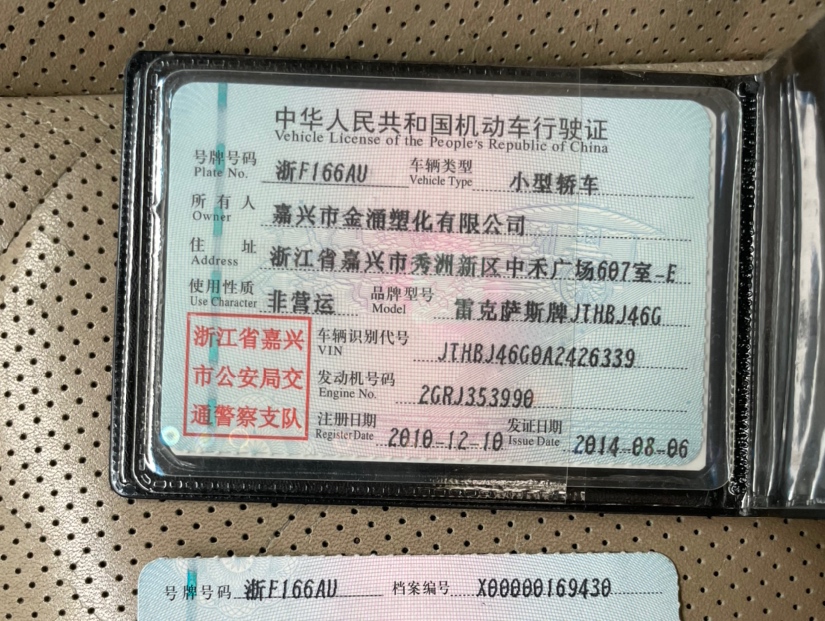 中华人民共和国机动车行驶证
Vehicle License of the People's Republic of China
号牌号码 浙F166AU 车辆类型 小型轿车
Plate No. Vehicle Type
所有人 嘉兴市金涌塑化有限公司
Owner
住址 浙江省嘉兴市秀洲新区中禾广场607室-E
Address
使用性质 非营运 品牌型号 雷克萨斯牌JTHBJ46G
Use Character Model
浙江省嘉兴
市公安局交
通警察支队
车辆识别代号 JTHBJ46G0A2426339
VIN
发动机号码 2GRJ353990
Engine No.
注册日期 2010-12-10 发证日期 2014-08-06
Register Date Issue Date
号牌号码 浙F166AU 档案编号 X00000169430